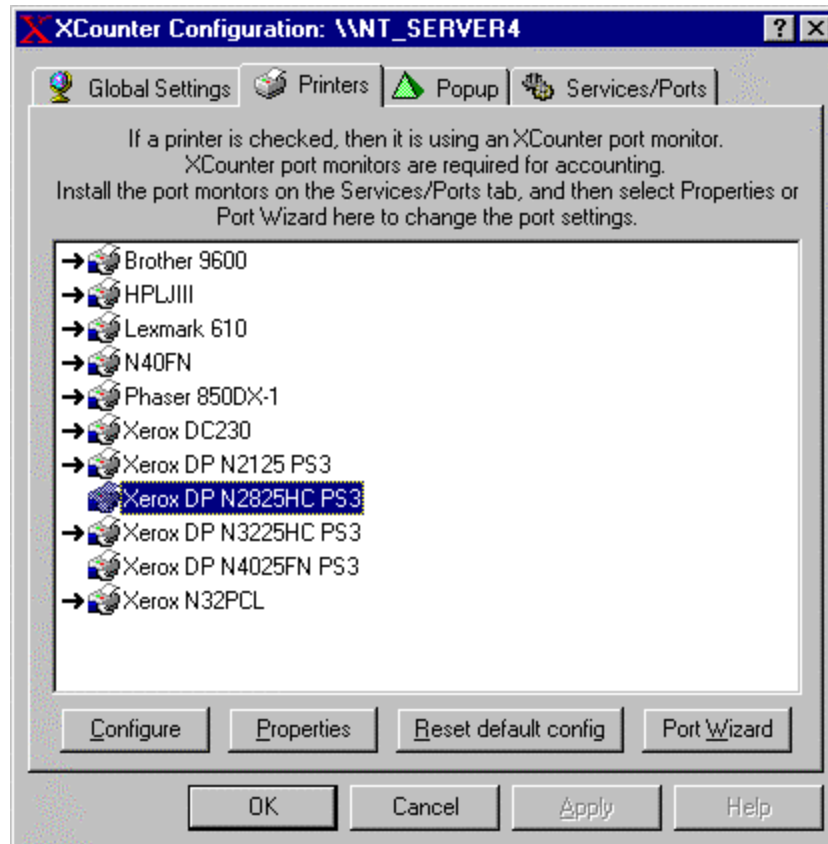 XCounter Configuration: \\NT_SERVER4
Global Settings Printers Popup Services/Ports
If a printer is checked, then it is using an XCounter port monitor.
XCounter port monitors are required for accounting.
Install the port montors on the Services/Ports tab, and then select Properties or
Port Wizard here to change the port settings.
Brother 9600
HPLJIII
Lexmark 610
N40FN
Phaser 850DX-1
Xerox DC230
Xerox DP N2125 PS3
Xerox DP N2825HC PS3
Xerox DP N3225HC PS3
Xerox DP N4025FN PS3
Xerox N32PCL
Configure Properties Reset default config Port Wizard
OK Cancel Apply Help